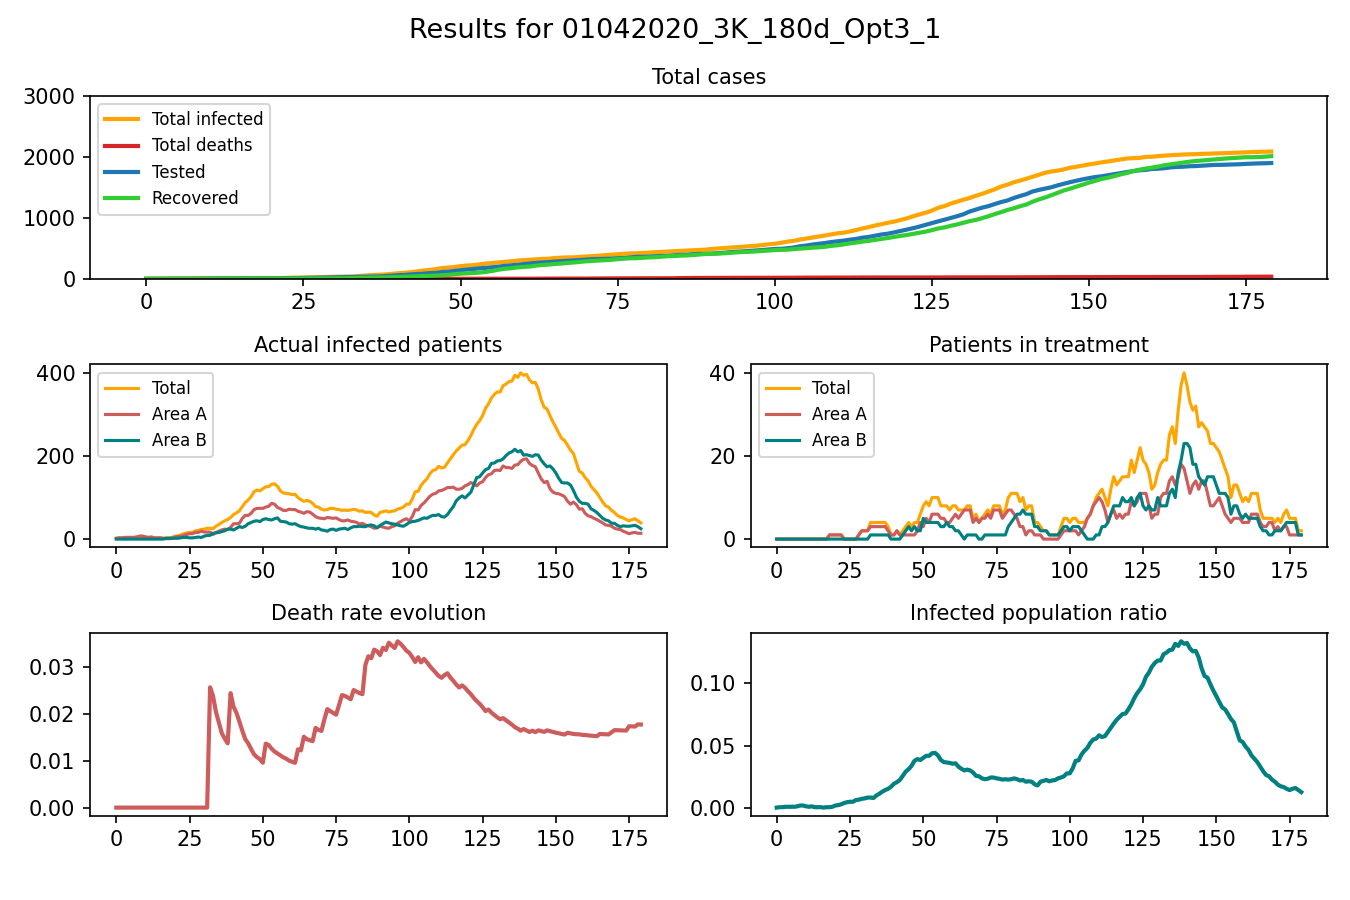 Results for 01042020_3K_180d_Opt3_1
Total cases
3000
2000
1000
0
Total infected
Total deaths
Tested
Recovered
0 25 50 75 100 125 150 175
Actual infected patients
400
200
0
Total
Area A
Area B
0 25 50 75 100 125 150 175
Patients in treatment
40
20
0
Total
Area A
Area B
0 25 50 75 100 125 150 175
Death rate evolution
0.03
0.02
0.01
0.00
0 25 50 75 100 125 150 175
Infected population ratio
0.10
0.05
0.00
0 25 50 75 100 125 150 175